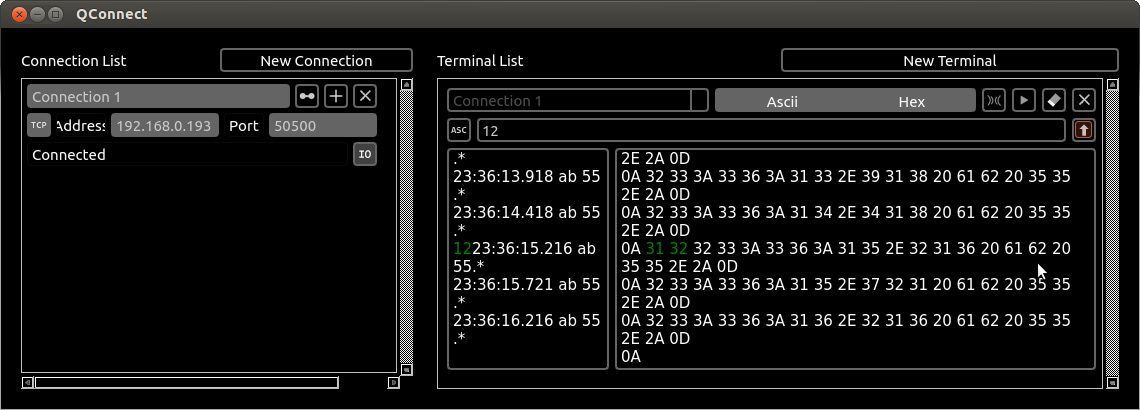 QConnect
Connection List New Connection
Connection 1
TCP Address 192.168.0.193 Port 50500
Connected IO
Terminal List New Terminal
Connection 1 Ascii Hex
ASC 12
.*
23:36:13.918 ab 55
.*
23:36:14.418 ab 55
.*
1223:36:15.216 ab
55.*
23:36:15.721 ab 55
.*
23:36:16.216 ab 55
.*
2E 2A 0D
0A 32 33 3A 33 36 3A 31 33 2E 39 31 38 20 61 62 20 35 35
2E 2A 0D
0A 32 33 3A 33 36 3A 31 34 2E 34 31 38 20 61 62 20 35 35
2E 2A 0D
0A 31 32 32 33 3A 33 36 3A 31 35 2E 32 31 36 20 61 62 20
35 35 2E 2A 0D
0A 32 33 3A 33 36 3A 31 35 2E 37 32 31 20 61 62 20 35 35
2E 2A 0D
0A 32 33 3A 33 36 3A 31 36 2E 32 31 36 20 61 62 20 35 35
2E 2A 0D
0A